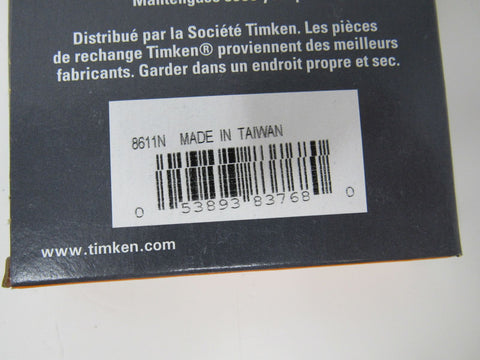 Distribué par la Société Timken. Les pièces
de rechange Timken® proviennent des meilleurs
fabricants. Garder dans un endroit propre et sec.
8611N MADE IN TAIWAN
0 53893 83768 0
www.timken.com